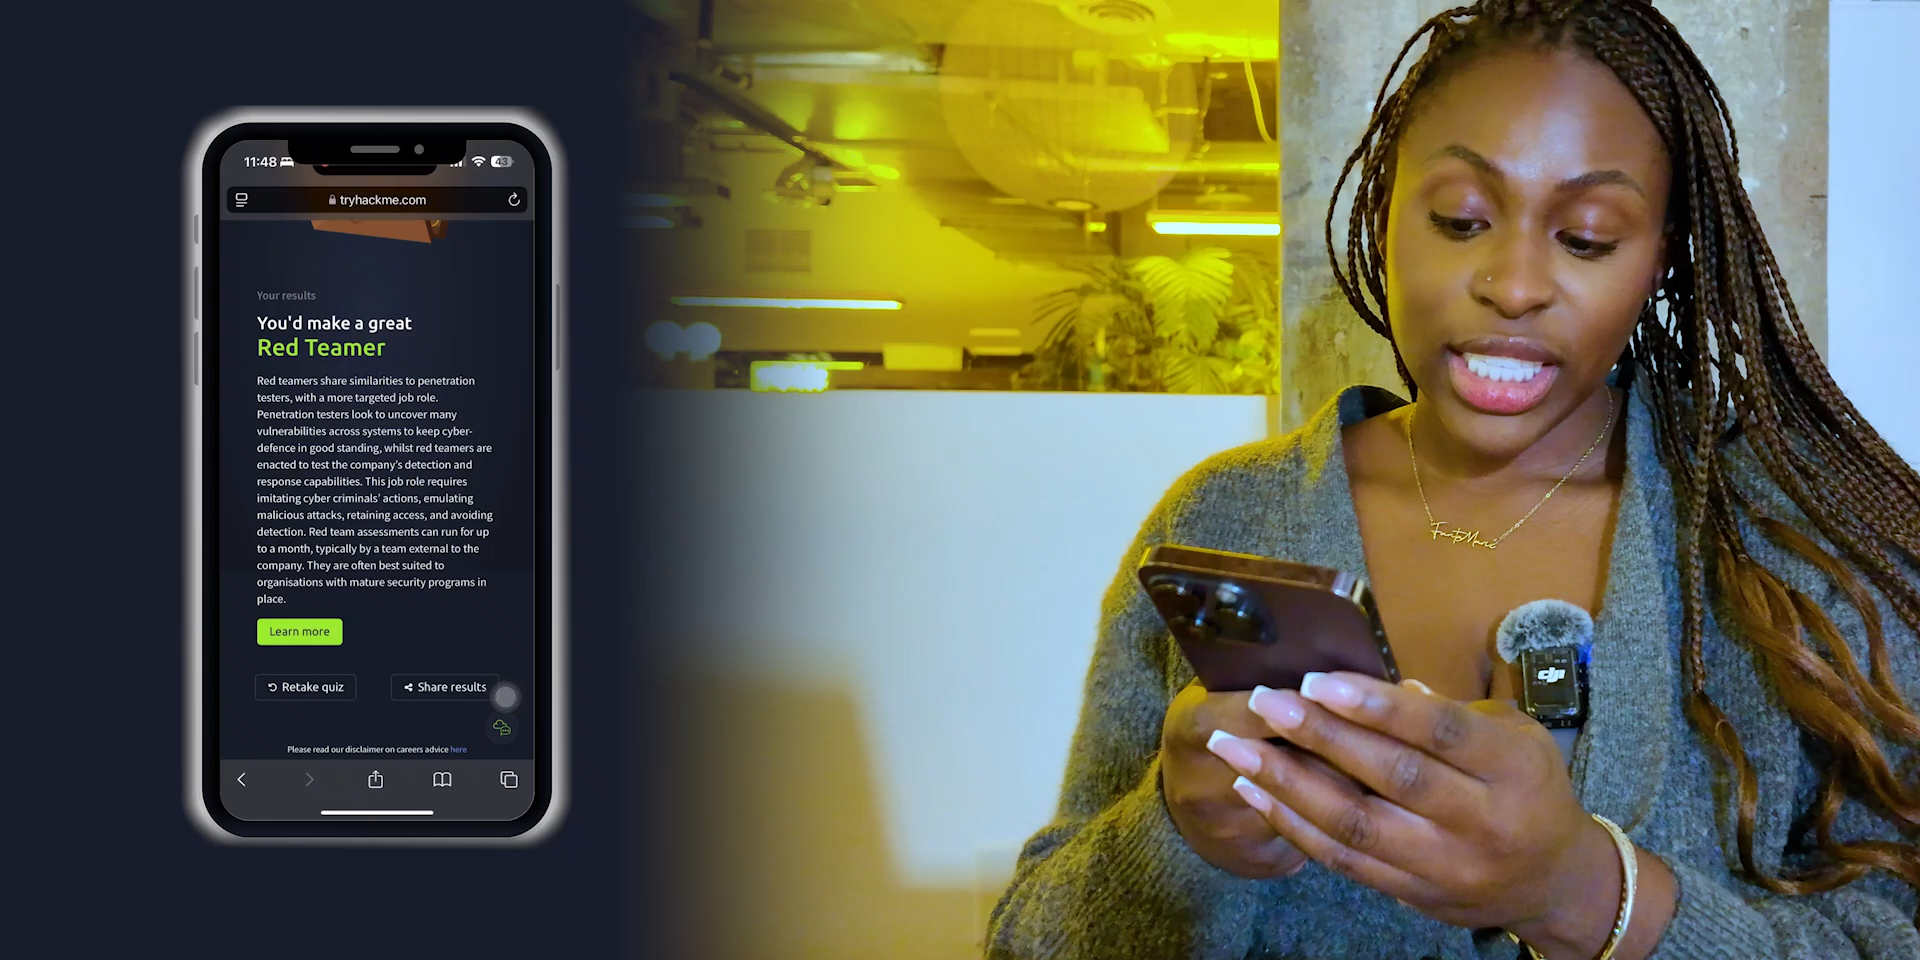 11:48
43
tryhackme.com
Your results
You'd make a great
Red Teamer
Red teamers share similarities to penetration
testers, with a more targeted job role.
Penetration testers look to uncover many
vulnerabilities across systems to keep cyber-
defence in good standing, whilst red teamers are
enacted to test the company's detection and
response capabilities. This job role requires
imitating cyber criminals' actions, emulating
malicious attacks, retaining access, and avoiding
detection. Red team assessments can run for up
to a month, typically by a team external to the
company. They are often best suited to
organisations with mature security programs in
place.
Learn more
Retake quiz
Share results
Please read our disclaimer on careers advice here
dji